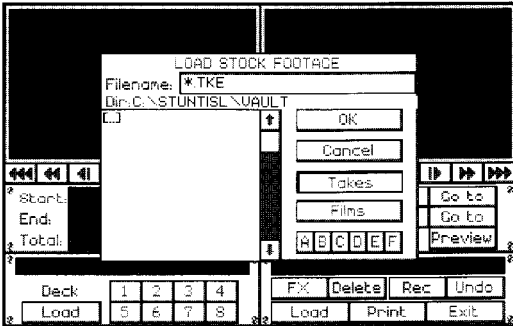 LOAD STOCK FOOTAGE
Filename: *.TKE
Dir:C:\STUNTISL\VAULT
[..]
OK
Cancel
Takes
Films
A B C D E F
Start:
End:
Total:
Go to
Go to
Preview
Deck 1 2 3 4
Load 5 6 7 8
FX Delete Rec Undo
Load Print Exit